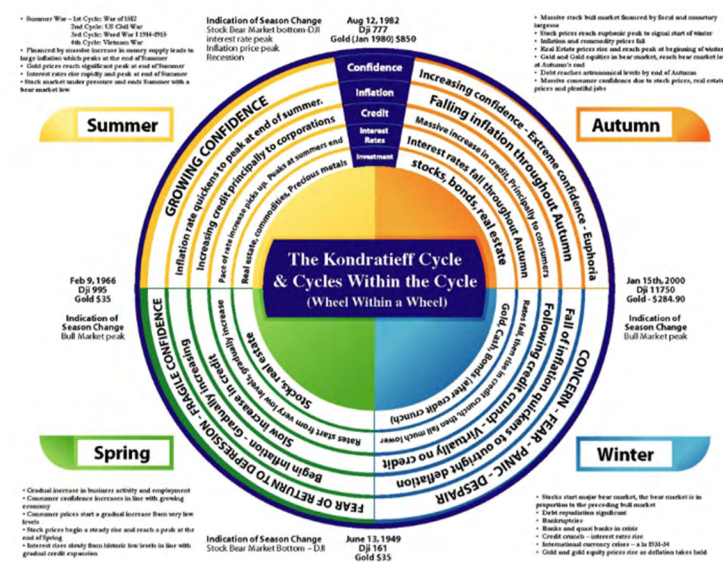 • Summer War – 1st Cycle: War of 1812
2nd Cycle: US Civil War
3rd Cycle: Word War I 1914-1918
4th Cycle: Vietnam War
• Financed by massive increase in money supply leads to
large inflation which peaks at the end of Summer
• Gold prices reach significant peak at end of Summer
• Interest rates rise rapidly and peak at end of Summer
• Stock market under pressure and ends Summer with a
bear market low
Indication of Season Change
Stock Bear Market bottom-DJI
interest rate peak
Inflation price peak
Recession
Aug 12, 1982
Dji 777
Gold (Jan 1980) $850
• Massive stock bull market financed by fiscal and monetary
largesse
• Stock prices reach euphoric peak to signal start of winter
• Inflation and commodity prices fall
• Real Estate prices rise and reach peak at beginning of winter
• Gold and Gold equities in bear market, reach bear market low
at Autumn's end
• Debt reaches astronomical levels by end of Autumn
• Massive consumer confidence due to stock prices, real estate
prices and plentiful jobs
Summer
Autumn
Confidence
Inflation
Credit
Interest
Rates
Investment
GROWING CONFIDENCE
Inflation rate quickens to peak at end of summer.
Increasing credit principally to corporations
Pace of rate increase picks up. Peaks at summers end
Real estate, commodities, Precious metals
Increasing confidence - Extreme confidence - Euphoria
Falling inflation throughout Autumn
Massive increase in credit, Principally to consumers
Interest rates fall throughout Autumn
stocks, bonds, real estate
The Kondratieff Cycle
& Cycles Within the Cycle
(Wheel Within a Wheel)
Feb 9, 1966
Dji 995
Gold $35
Indication of
Season Change
Bull Market peak
Jan 15th, 2000
Dji 11750
Gold - $284.90
Indication of
Season Change
Bull Market peak
FEAR OF RETURN OF DEPRESSION - FRAGILE CONFIDENCE
Begin Inflation - Gradually increasing
Slow increase in credit
Rates start from very low levels, gradually increase
Stocks, real estate
CONCERN - FEAR - PANIC - DESPAIR
Fall of inflation quickens to outright deflation
Following credit crunch - Virtually no credit
Rates fall, then rise in credit crunch, then fall much lower
Gold, Cash, Bonds (after credit crunch)
Spring
Winter
• Gradual increase in business activity and employment
• Consumer confidence increases in line with growing
economy
• Consumer prices start a gradual increase from very low
levels
• Stock prices begin a steady rise and reach a peak at the
end of Spring
• Interest rises slowly from historic low levels in line with
gradual credit expansion
Indication of Season Change
Stock Bear Market Bottom – DJI
June 13, 1949
Dji 161
Gold $35
• Stocks start major bear market, the bear market is in
proportion to the preceding bull market
• Debt repudiation significant
• Bankruptcies
• Banks and quasi banks in crisis
• Credit crunch – interest rates rise
• International currency crises – a la 1931-34
• Gold and gold equity prices rise as deflation takes hold